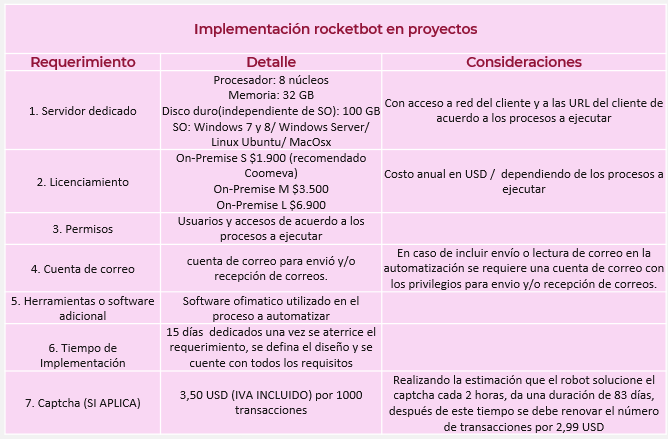 Implementación rocketbot en proyectos
Requerimiento
Detalle
Consideraciones
1. Servidor dedicado
Procesador: 8 núcleos
Memoria: 32 GB
Disco duro(independiente de SO): 100 GB
SO: Windows 7 y 8/ Windows Server/
Linux Ubuntu/ MacOsx
Con acceso a red del cliente y a las URL del cliente de
acuerdo a los procesos a ejecutar
2. Licenciamiento
On-Premise S $1.900 (recomendado
Coomeva)
On-Premise M $3.500
On-Premise L $6.900
Costo anual en USD /  dependiendo de los procesos a
ejecutar
3. Permisos
Usuarios y accesos de acuerdo a los
procesos a ejecutar
4. Cuenta de correo
cuenta de correo para envió y/o
recepción de correos.
En caso de incluir envío o lectura de correo en la
automatización se requiere una cuenta de correo con
los privilegios para envio y/o recepción de correos.
5. Herramientas o software
adicional
Software ofimatico utilizado en el
proceso a automatizar
6. Tiempo de
Implementación
15 días  dedicados una vez se aterrice el
requerimiento, se defina el diseño y se
cuente con todos los requisitos
7. Captcha (SI APLICA)
3,50 USD (IVA INCLUIDO) por 1000
transacciones
Realizando la estimación que el robot solucione el
captcha cada 2 horas, da una duración de 83 días,
después de este tiempo se debe renovar el número
de transacciones por 2,99 USD